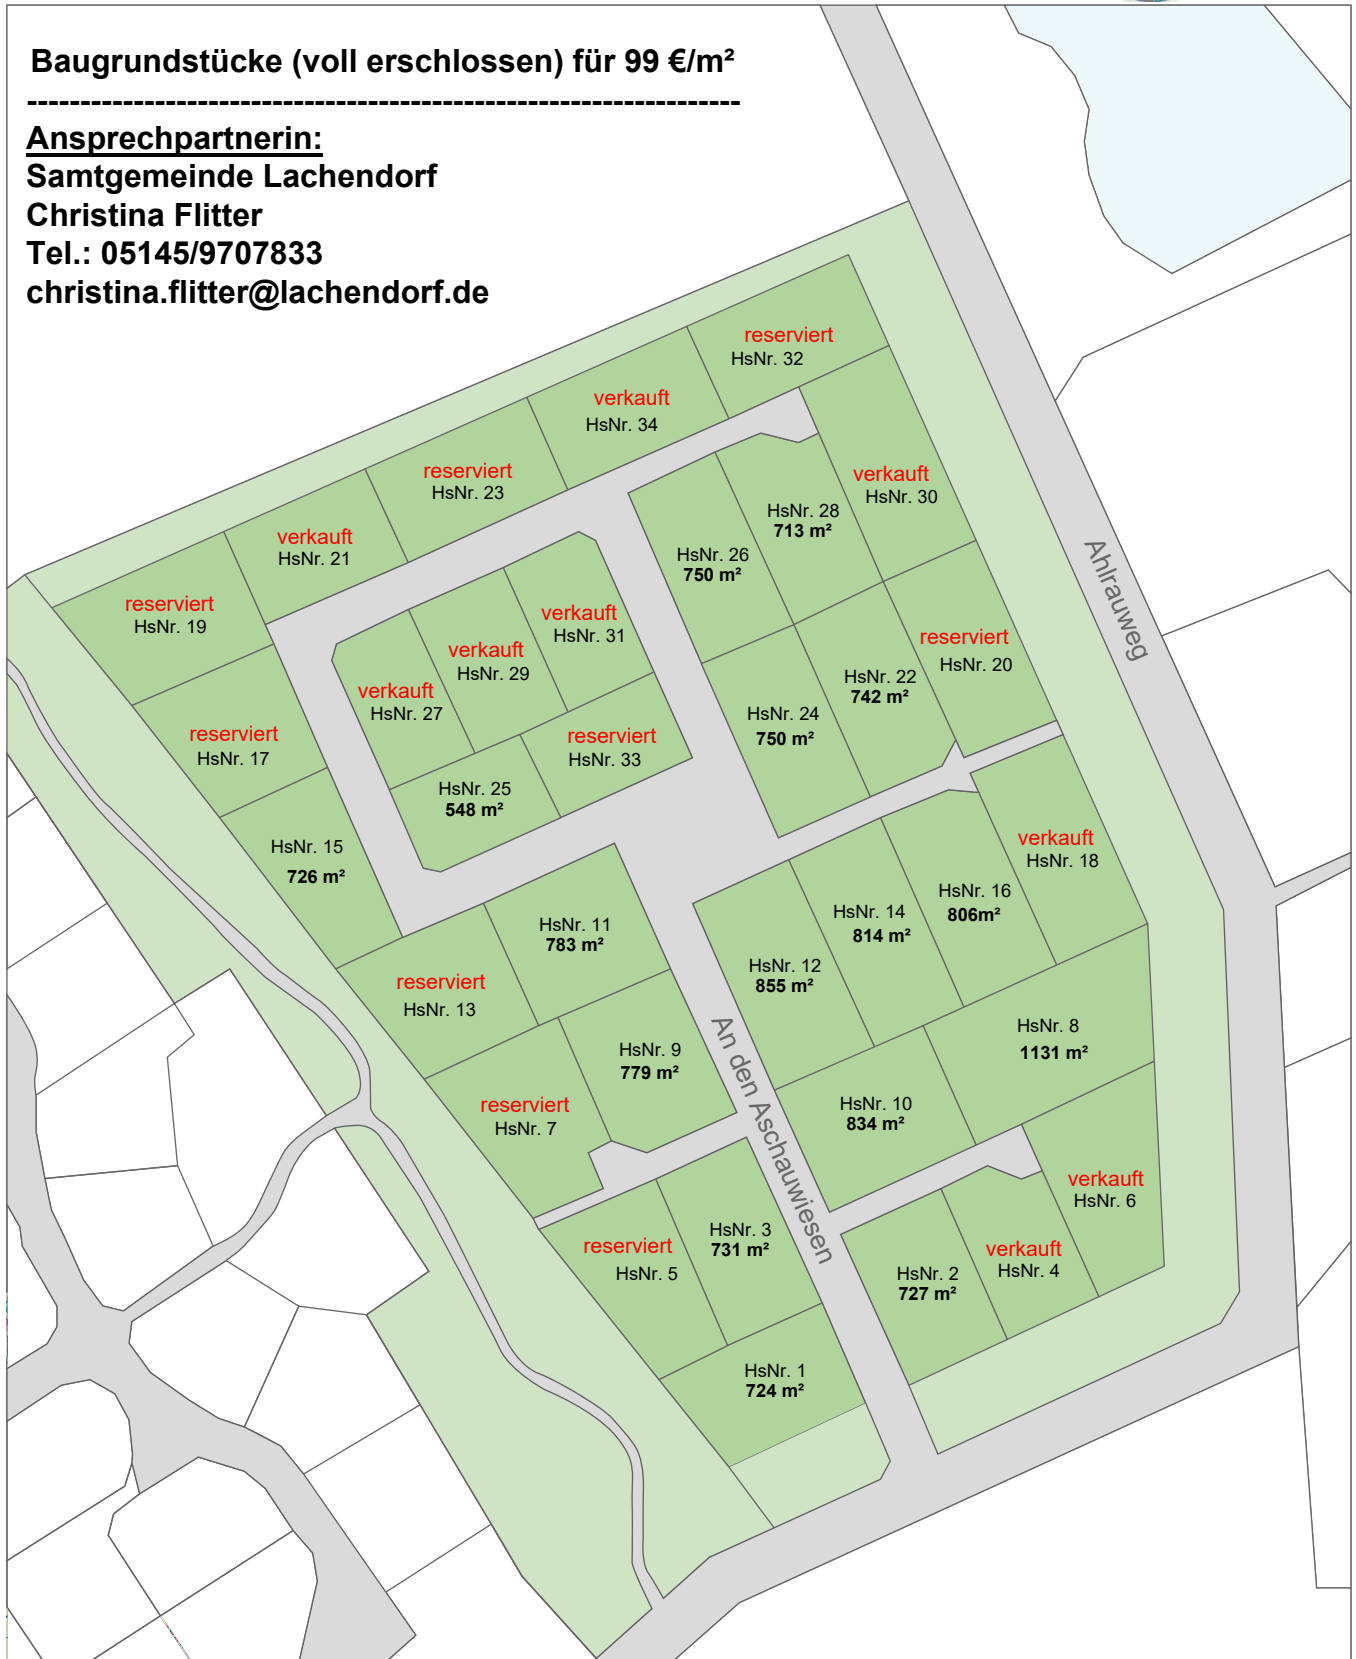 Baugrundstücke (voll erschlossen) für 99 €/m²
-------------------------------------------------------
Ansprechpartnerin:
Samtgemeinde Lachendorf
Christina Flitter
Tel.: 05145/9707833
christina.flitter@lachendorf.de
reserviert
HsNr. 32
verkauft
HsNr. 34
reserviert
HsNr. 23
verkauft
HsNr. 21
reserviert
HsNr. 19
verkauft
HsNr. 30
HsNr. 28
713 m²
HsNr. 26
750 m²
verkauft
HsNr. 31
verkauft
HsNr. 29
verkauft
HsNr. 27
reserviert
HsNr. 20
HsNr. 22
742 m²
HsNr. 24
750 m²
reserviert
HsNr. 17
reserviert
HsNr. 33
HsNr. 25
548 m²
HsNr. 15
726 m²
Ahlrauweg
verkauft
HsNr. 18
HsNr. 16
806m²
HsNr. 14
814 m²
HsNr. 12
855 m²
HsNr. 11
783 m²
reserviert
HsNr. 13
HsNr. 9
779 m²
HsNr. 8
1131 m²
HsNr. 10
834 m²
reserviert
HsNr. 7
An den Aschauwiesen
verkauft
HsNr. 6
HsNr. 3
731 m²
reserviert
HsNr. 5
verkauft
HsNr. 4
HsNr. 2
727 m²
HsNr. 1
724 m²